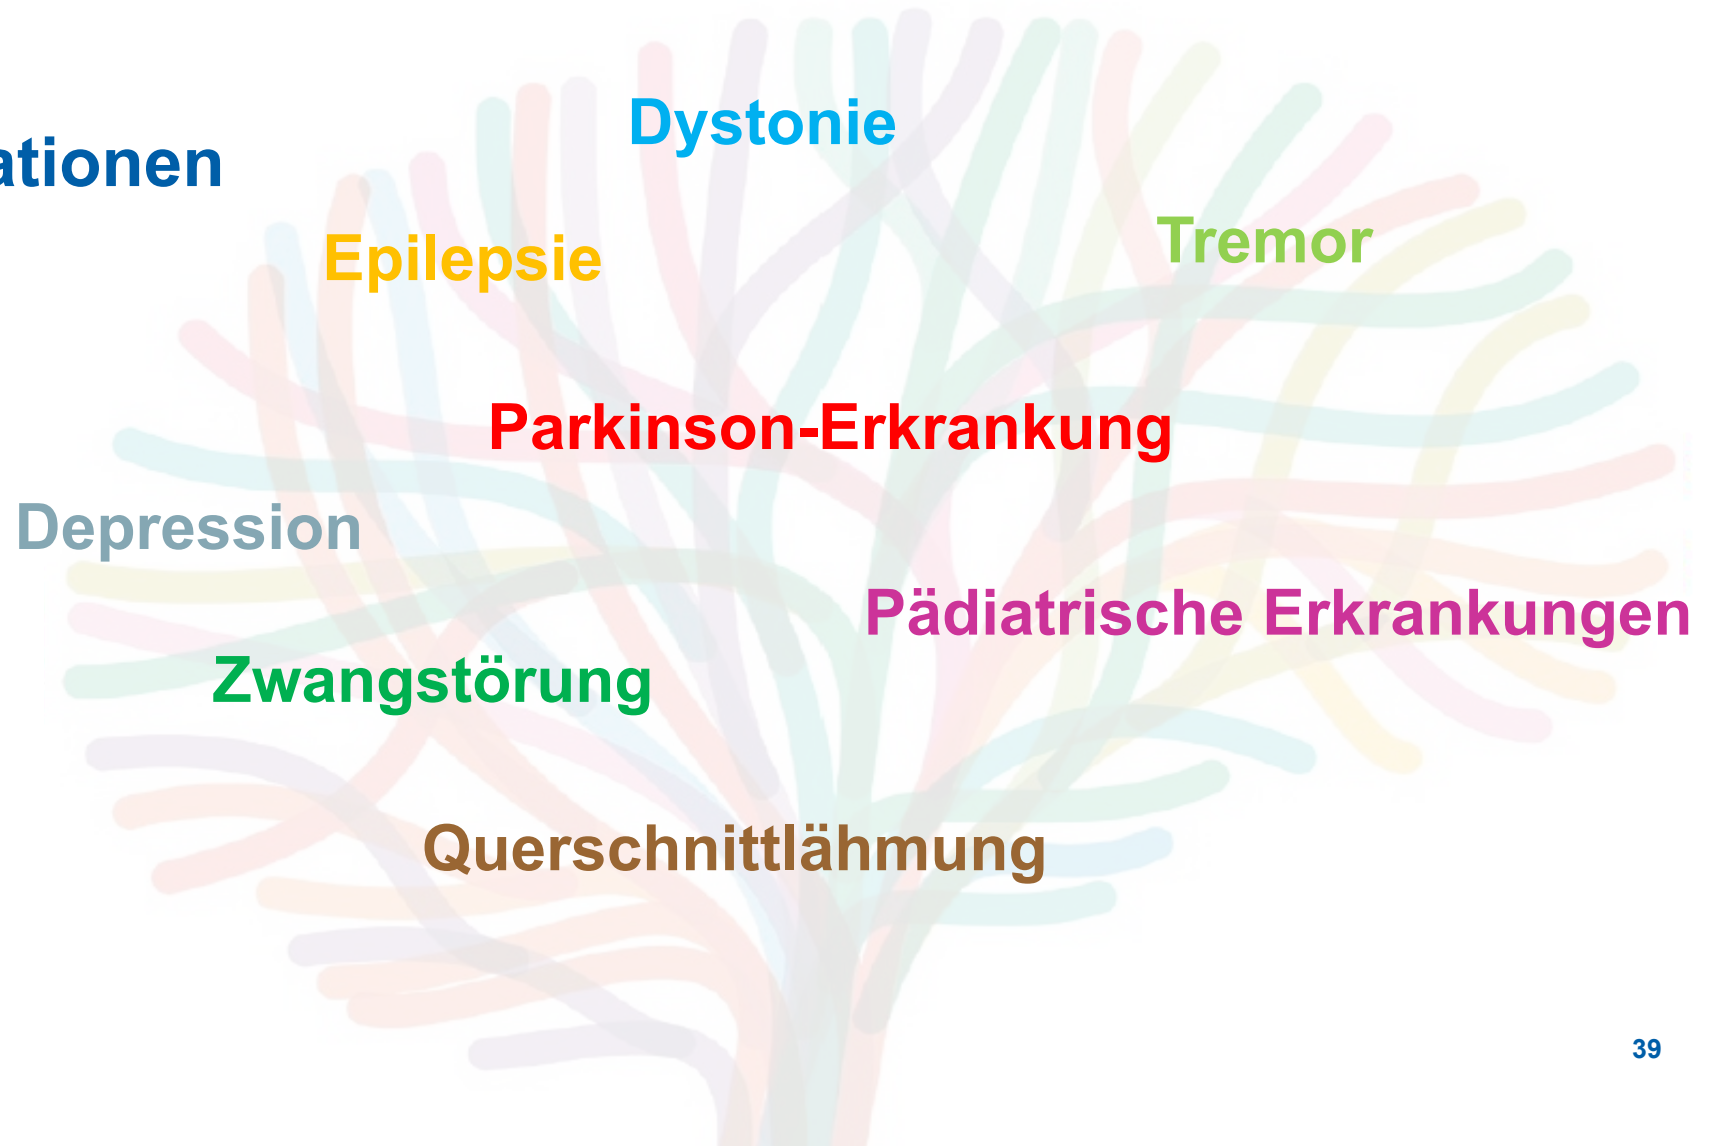 ationen
Dystonie
Epilepsie
Tremor
Parkinson-Erkrankung
Depression
Pädiatrische Erkrankungen
Zwangstörung
Querschnittlähmung
39